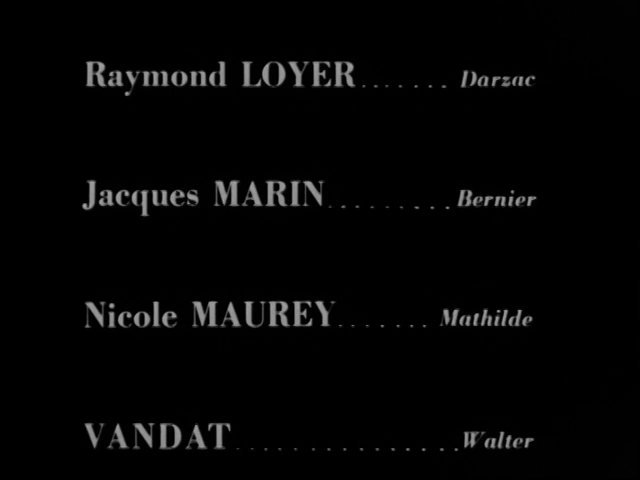 Raymond LOYER....... Darzac
Jacques MARIN......... Bernier
Nicole MAUREY....... Mathilde
VANDAT............... Walter